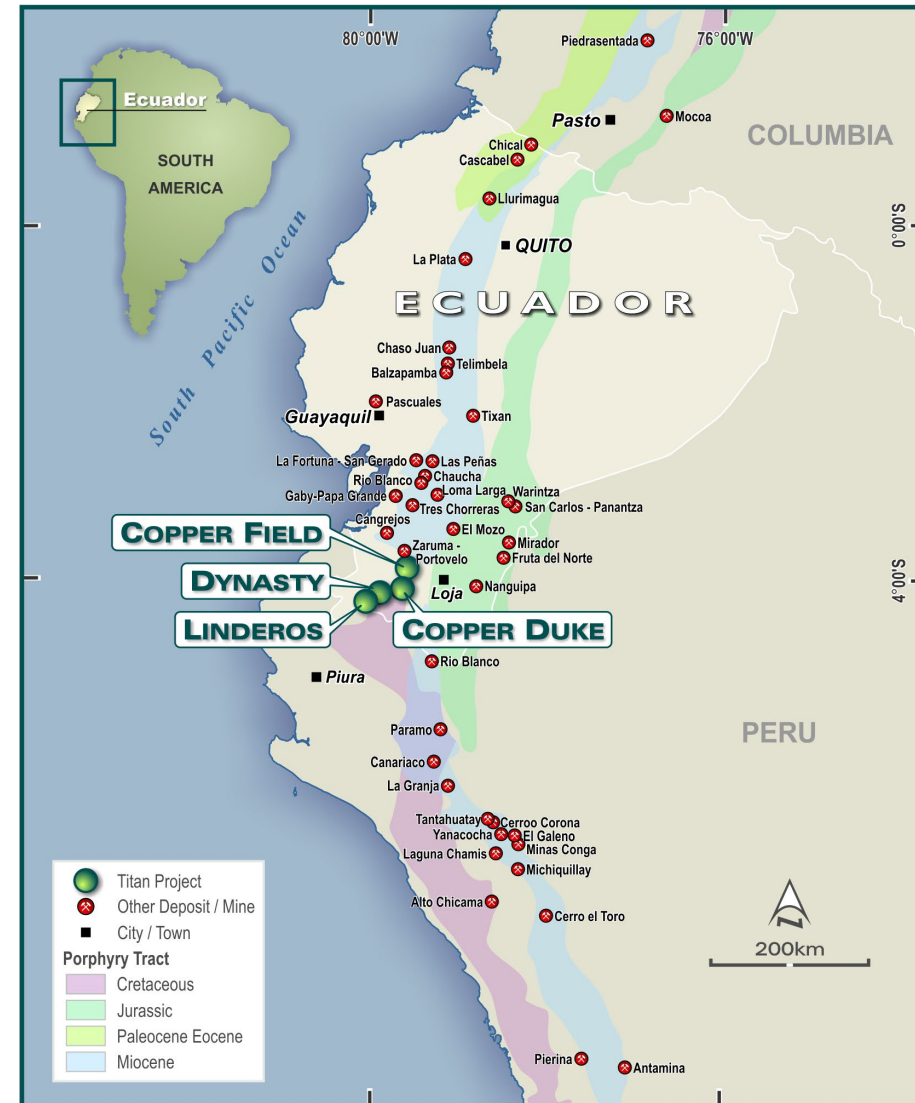 80°00'W
76°00'W
Piedrasentada
Ecuador
SOUTH
AMERICA
Pasto
Mocoa
COLUMBIA
Chical
Cascabel
Llurimagua
0°00'S
South Pacific Ocean
QUITO
La Plata
ECUADOR
Chaso Juan
Telimbela
Balzapamba
Pascuales
Guayaquil
Tixan
La Fortuna - San Gerado
Las Peñas
Chaucha
Rio Blanco
Loma Larga
Warintza
Gaby-Papa Grande
Tres Chorreras
San Carlos - Panantza
Cangrejos
El Mozo
COPPER FIELD
Zaruma -
Portovelo
Mirador
Fruta del Norte
DYNASTY
Loja
Nanguipa
4°00'S
LINDEROS
COPPER DUKE
Rio Blanco
Piura
Paramo
PERU
Canariaco
La Granja
Tantahuatay
Cerroo Corona
Yanacocha
El Galeno
Minas Conga
Laguna Chamis
Michiquillay
Alto Chicama
Cerro el Toro
Titan Project
Other Deposit / Mine
City / Town
Porphyry Tract
Cretaceous
Jurassic
Paleocene Eocene
Miocene
N
200km
Pierina
Antamina